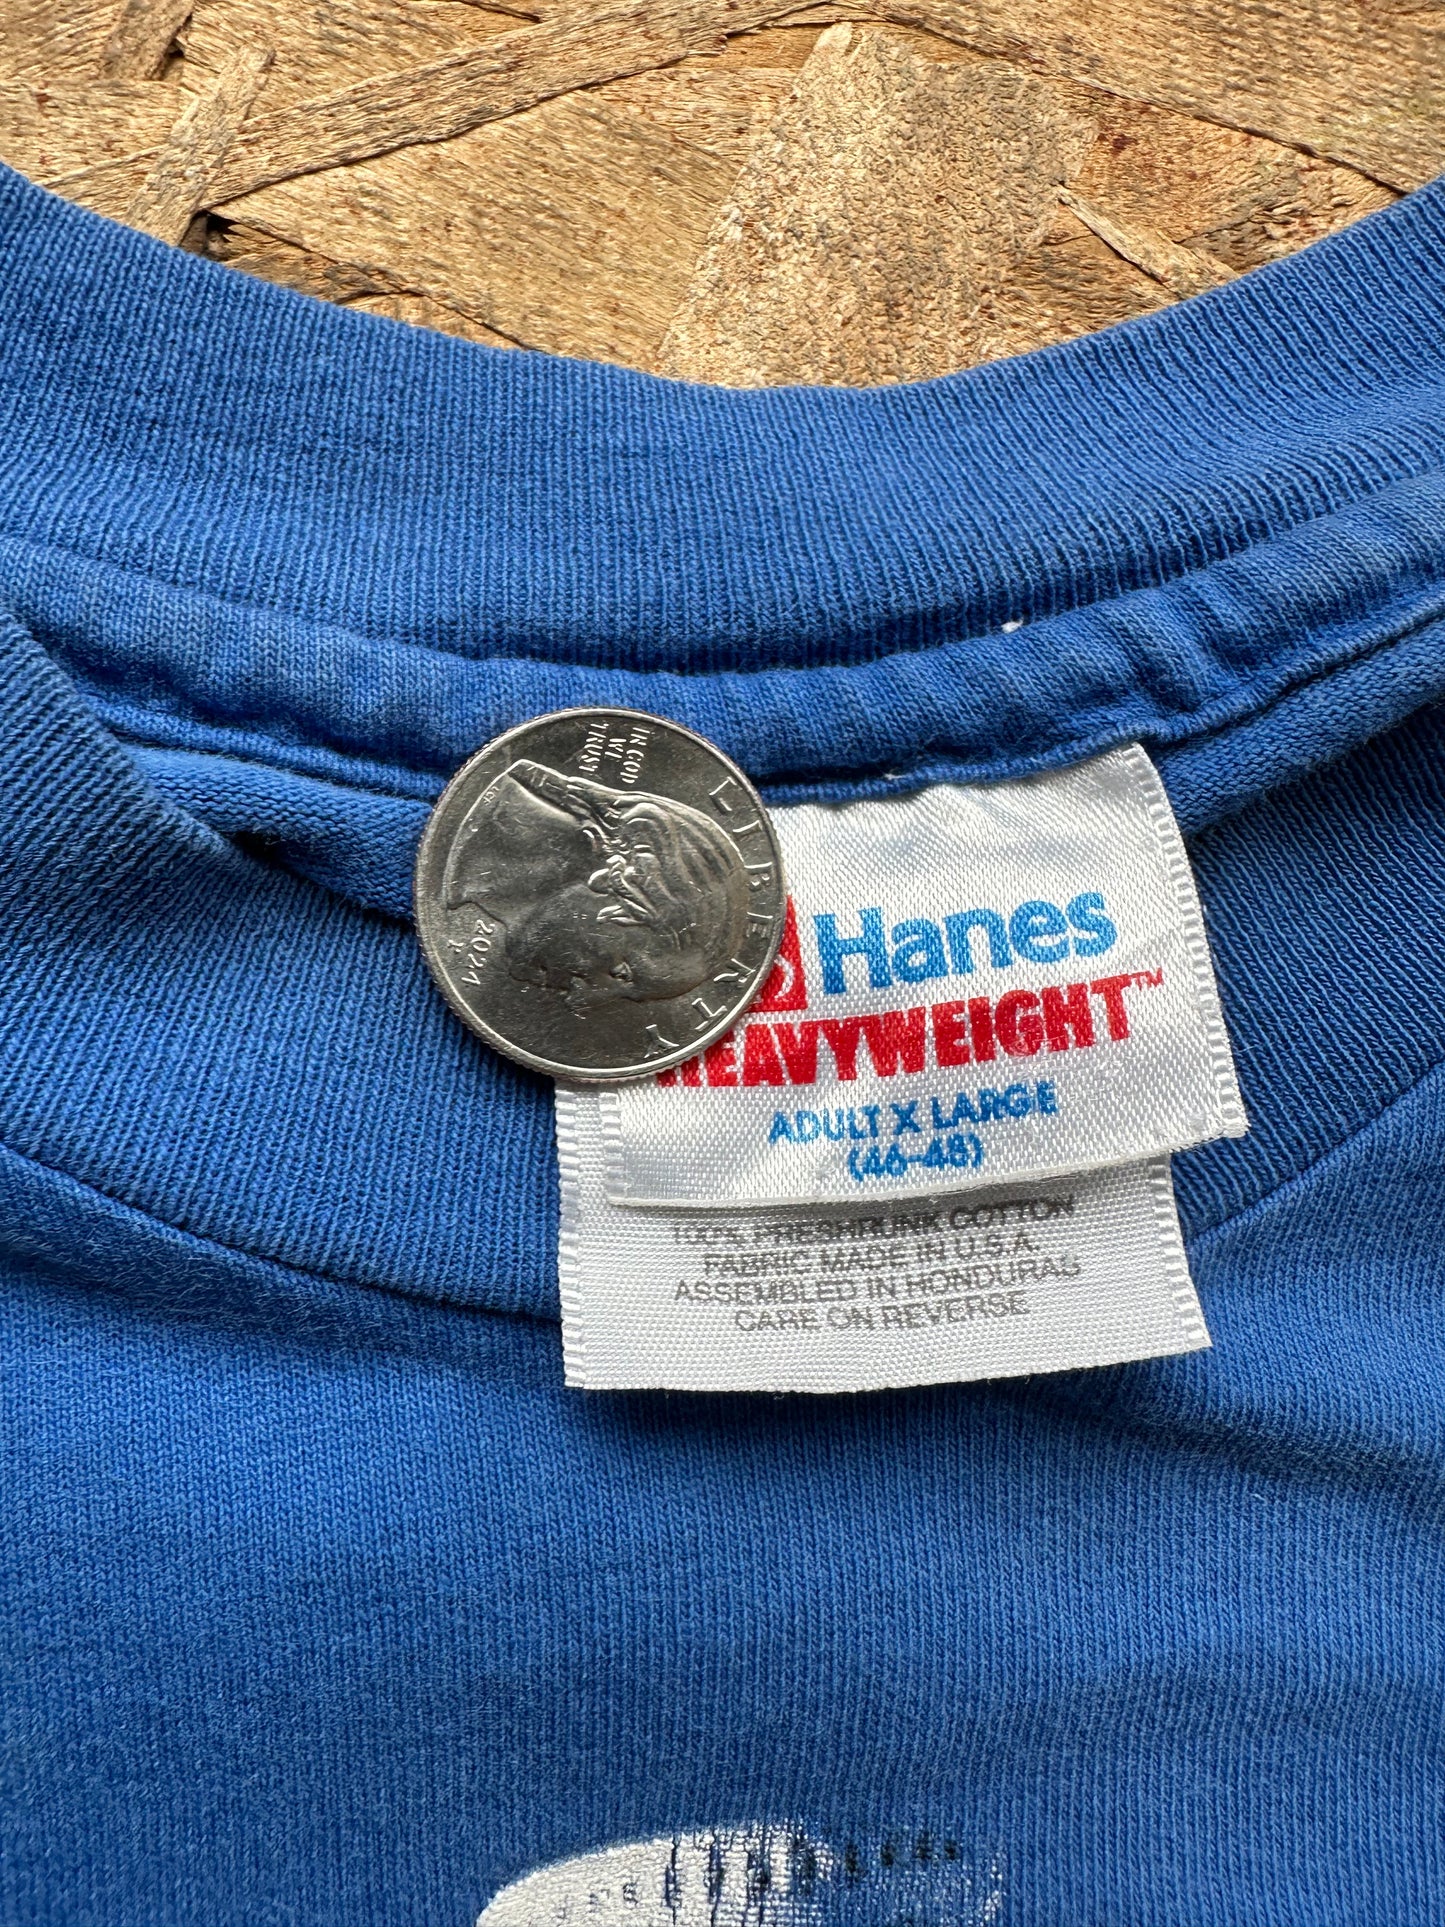 IN GOD
WE
TRUST
LIBERTY
2021
Hanes
HEAVYWEIGHT™
ADULT X LARGE
(46-48)
100% PRESHRUNK COTTON
FABRIC MADE IN U.S.A.
ASSEMBLED IN HONDURAS
CARE ON REVERSE